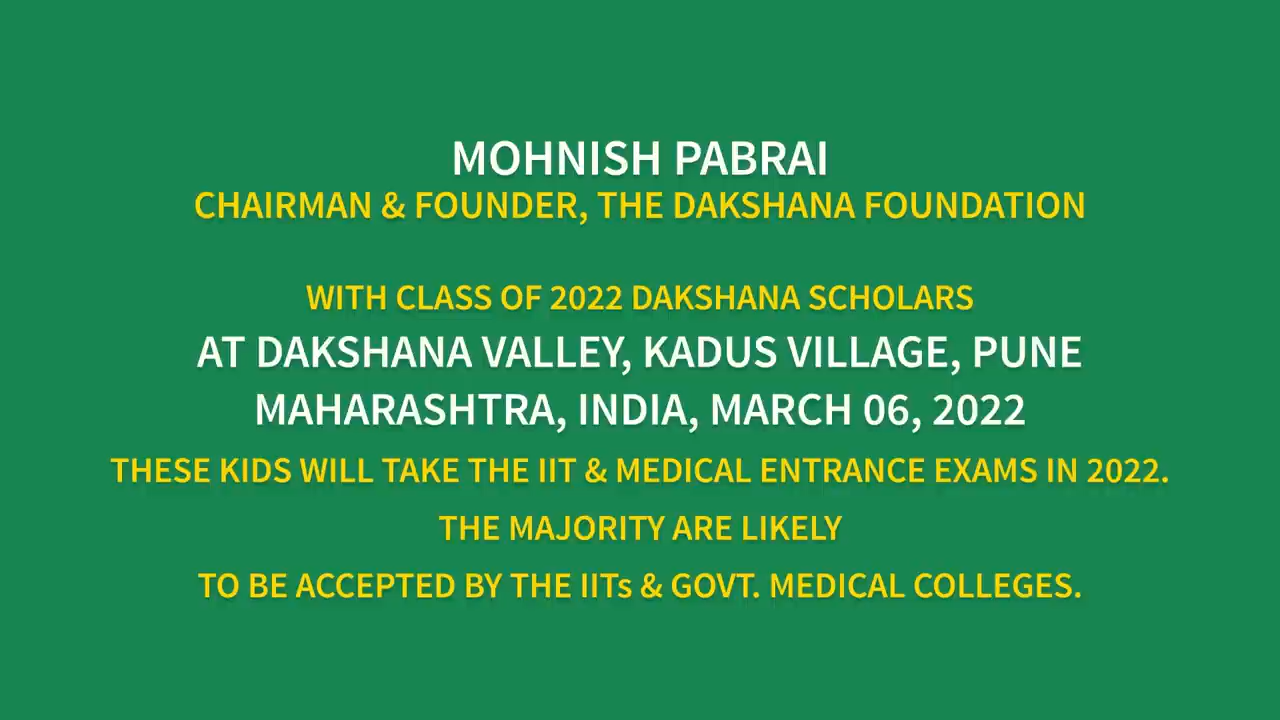 MOHNISH PABRAI
CHAIRMAN & FOUNDER, THE DAKSHANA FOUNDATION
WITH CLASS OF 2022 DAKSHANA SCHOLARS
AT DAKSHANA VALLEY, KADUS VILLAGE, PUNE
MAHARASHTRA, INDIA, MARCH 06, 2022
THESE KIDS WILL TAKE THE IIT & MEDICAL ENTRANCE EXAMS IN 2022.
THE MAJORITY ARE LIKELY
TO BE ACCEPTED BY THE IITs & GOVT. MEDICAL COLLEGES.